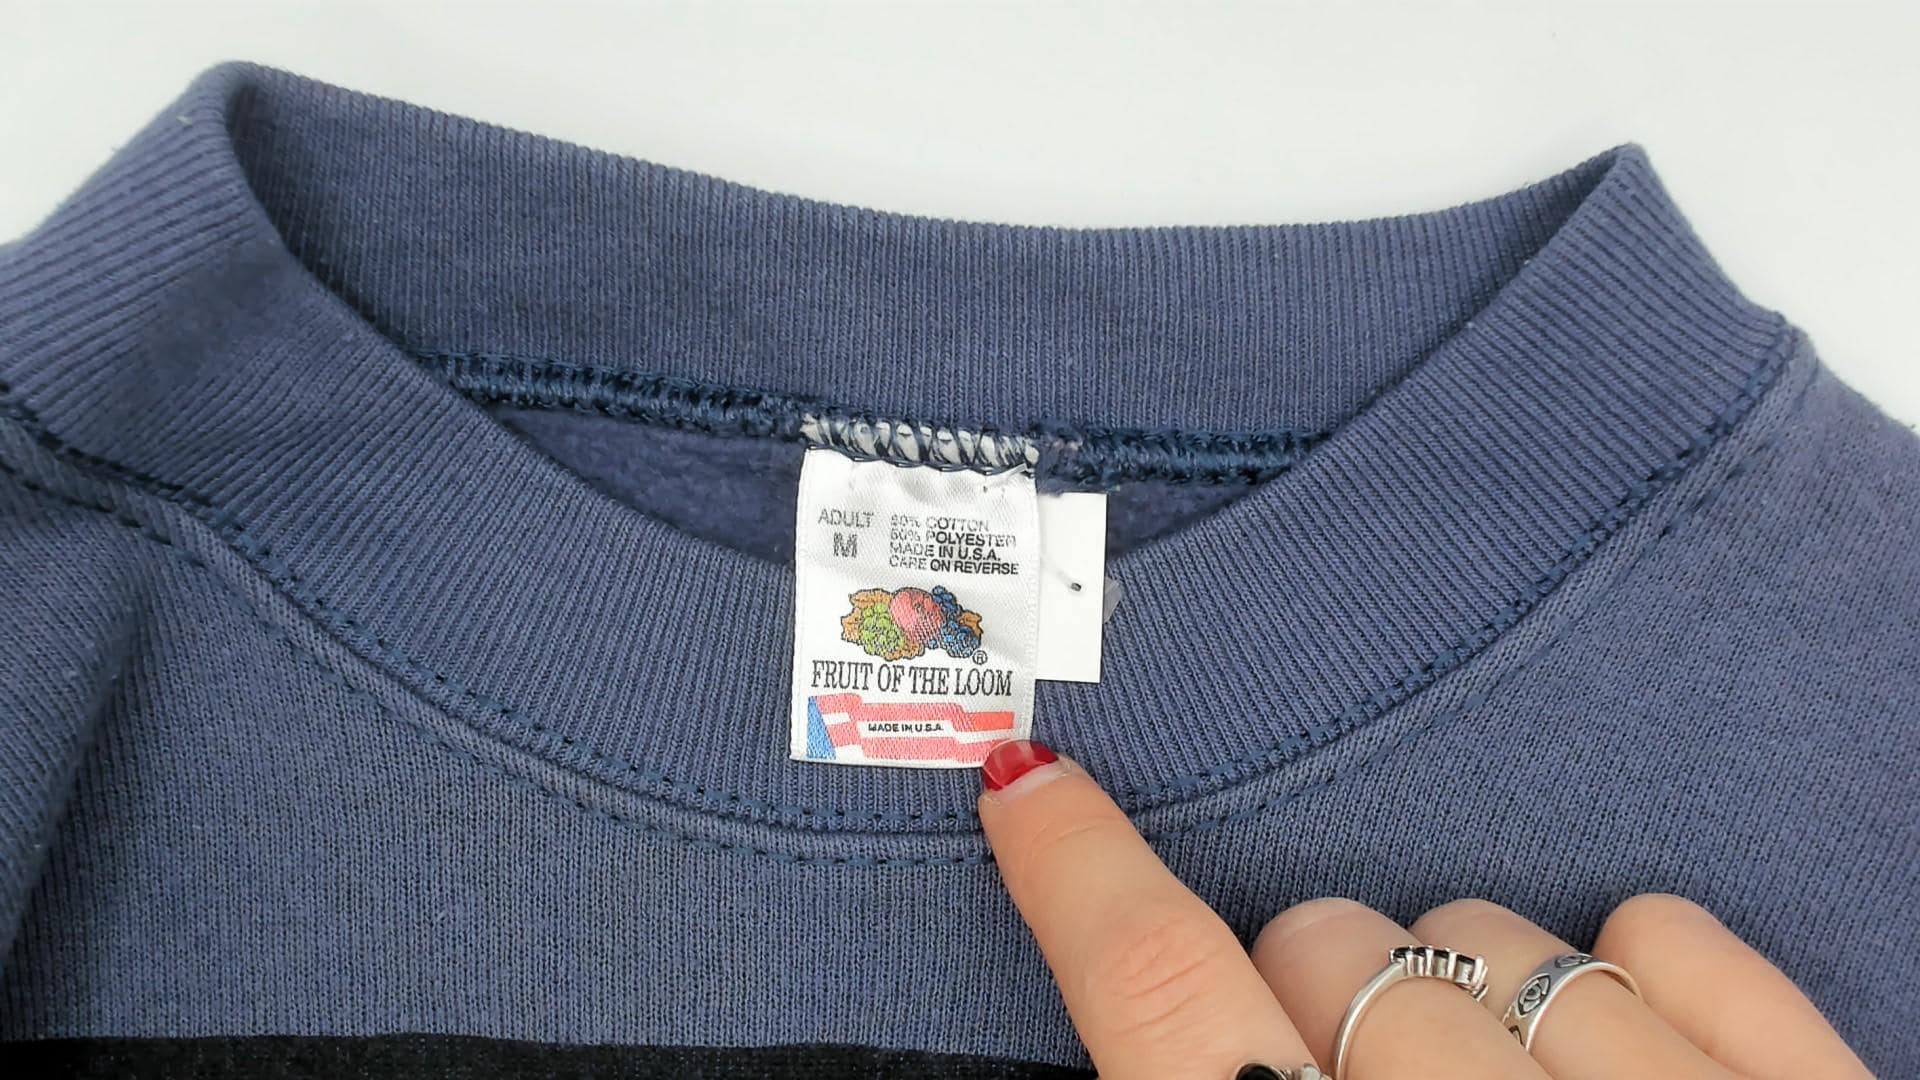 ADULT
M
50% COTTON
50% POLYESTER
MADE IN U.S.A.
CARE ON REVERSE
®
FRUIT OF THE LOOM
MADE IN U.S.A.